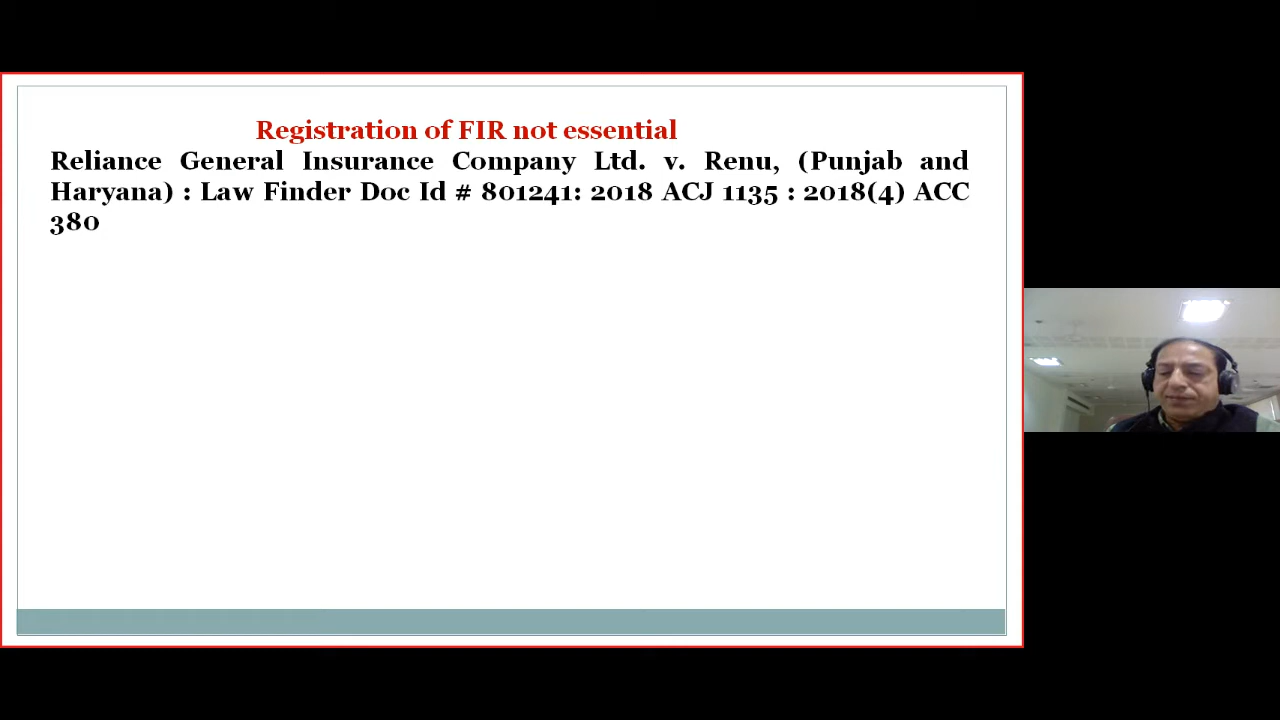 Registration of FIR not essential
Reliance General Insurance Company Ltd. v. Renu, (Punjab and
Haryana) : Law Finder Doc Id # 801241: 2018 ACJ 1135 : 2018(4) ACC
380